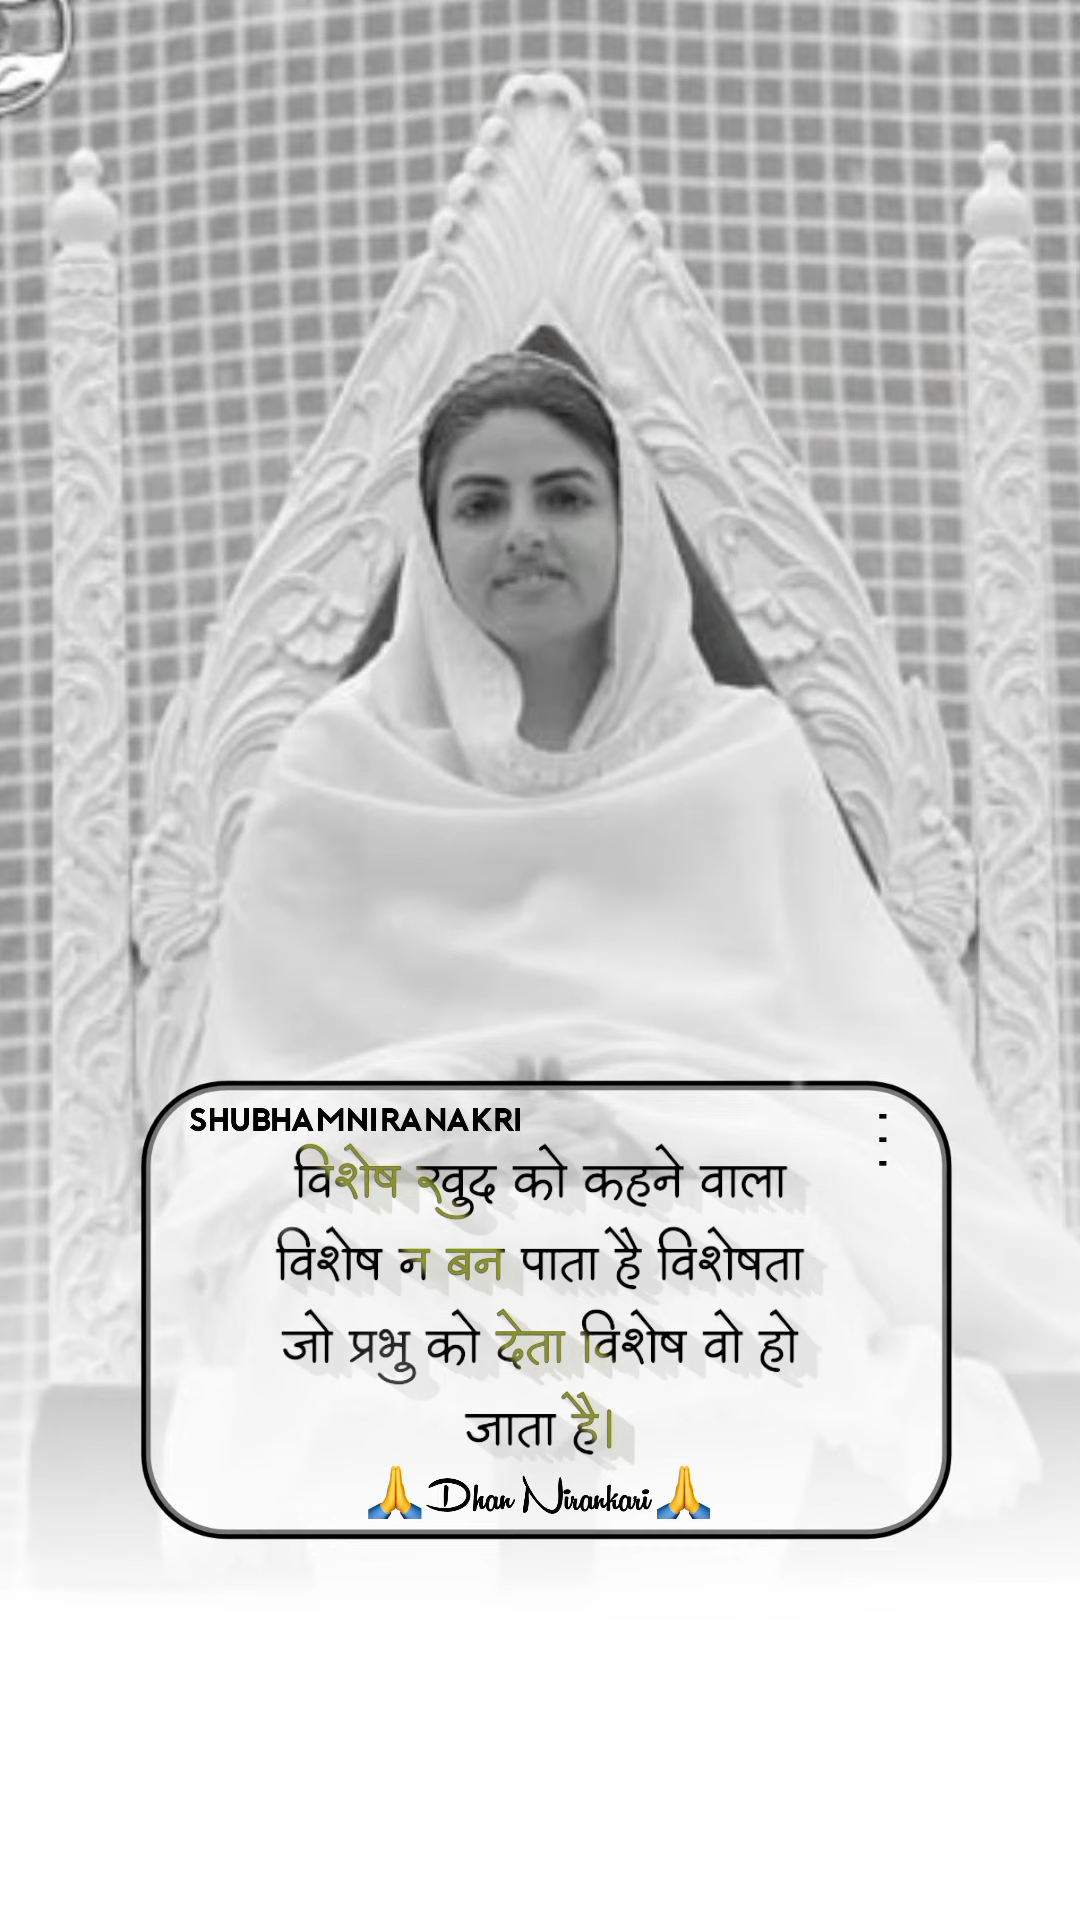 SHUBHAMNIRANAKRI
विशेष खुद को कहने वाला
विशेष न बन पाता है विशेषता
जो प्रभु को देता विशेष वो हो
जाता है।
🙏Dhan Nirankari🙏